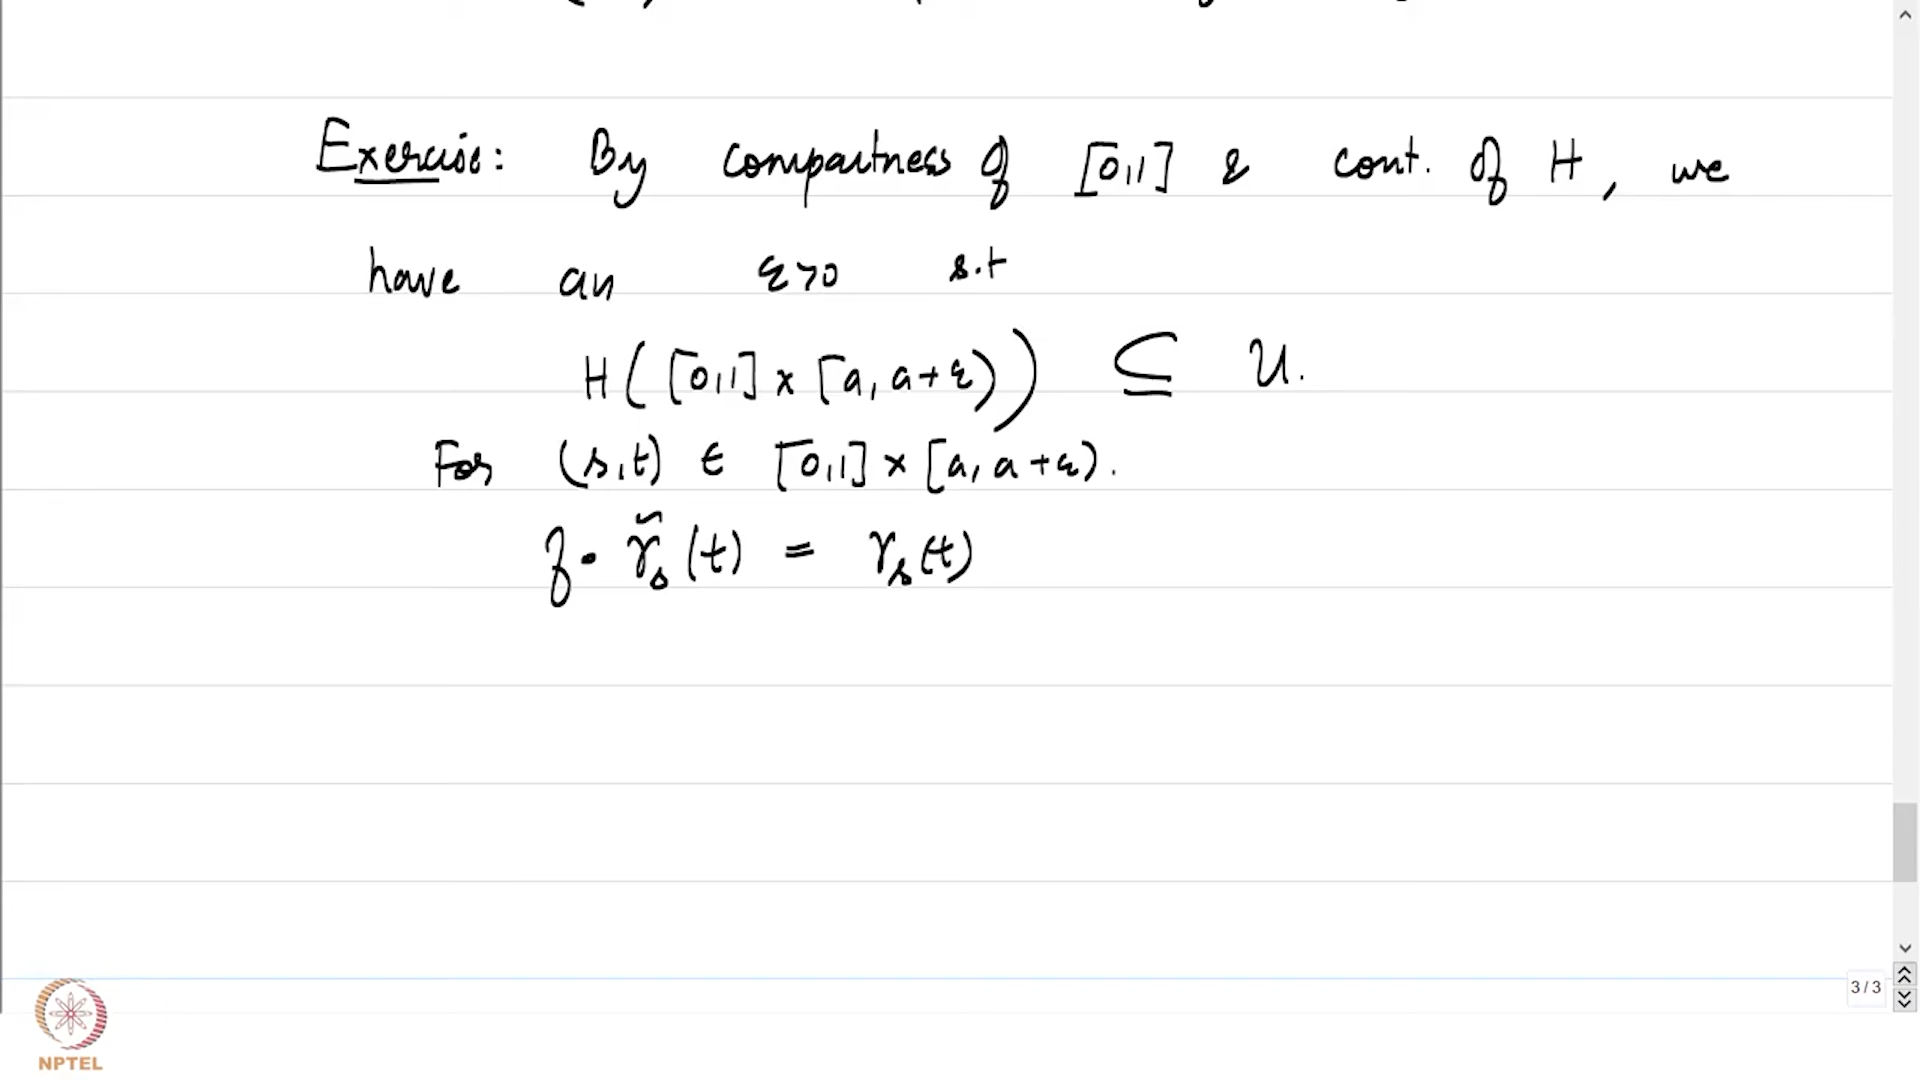 Exercise: By compactness of [0,1] & cont. of H, we
have an ε>0 s.t
H([0,1] × [a, a+ε)) ⊆ U.
For (s,t) ∈ [0,1] × [a, a+ε).
f∘γ̃ₛ(t) = γₛ(t)
3 / 3
NPTEL